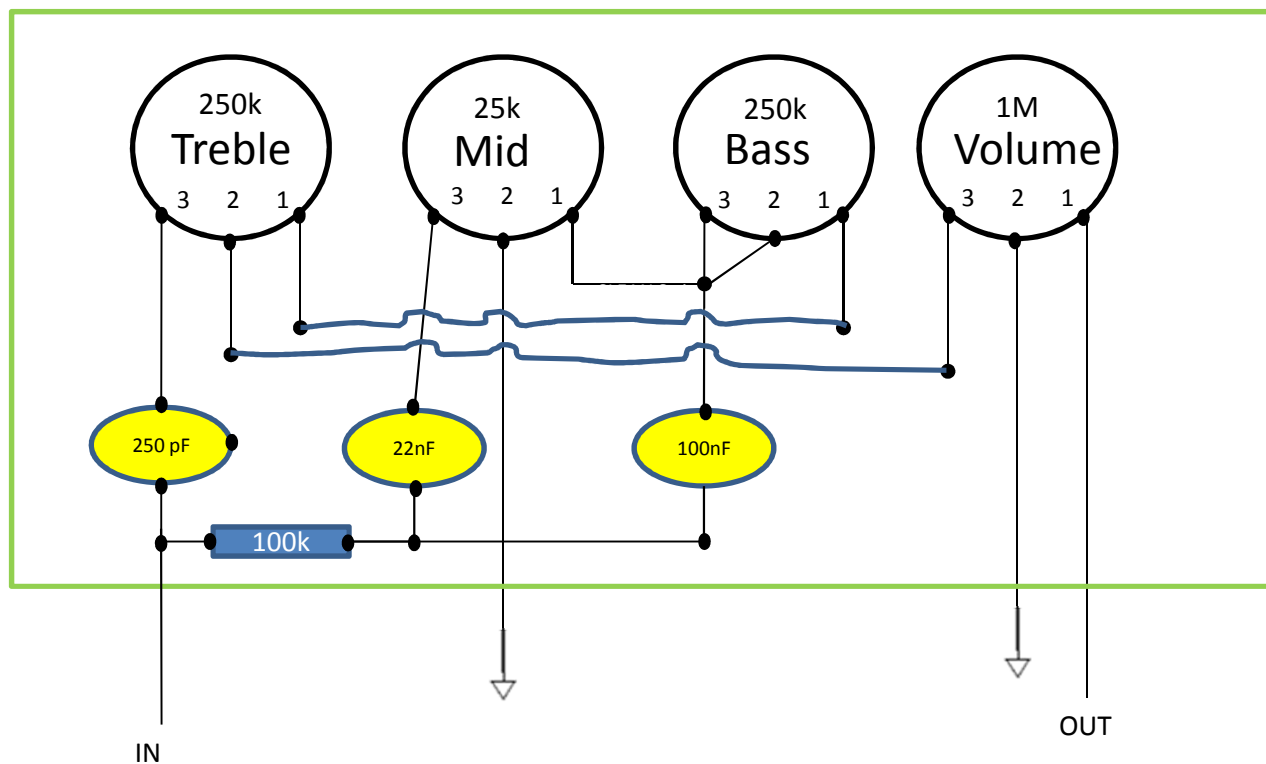 250k
Treble
3 2 1
25k
Mid
3 2 1
250k
Bass
3 2 1
1M
Volume
3 2 1
250 pF
22nF
100nF
100k
IN
OUT